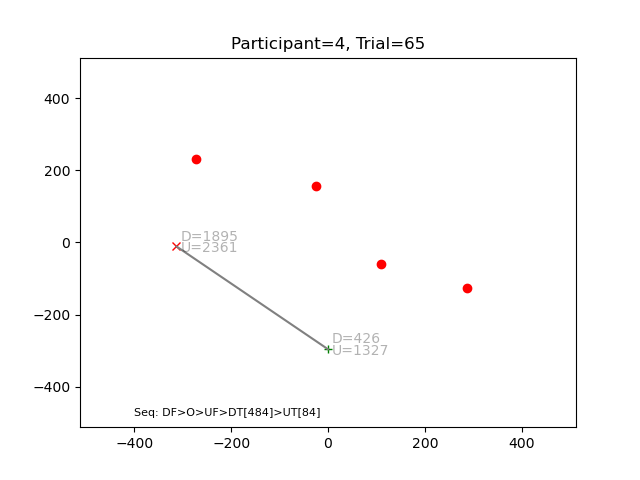 Participant=4, Trial=65
400
200
0
−200
−400
D=1895
U=2361
D=426
U=1327
Seq: DF>O>UF>DT[484]>UT[84]
−400 −200 0 200 400